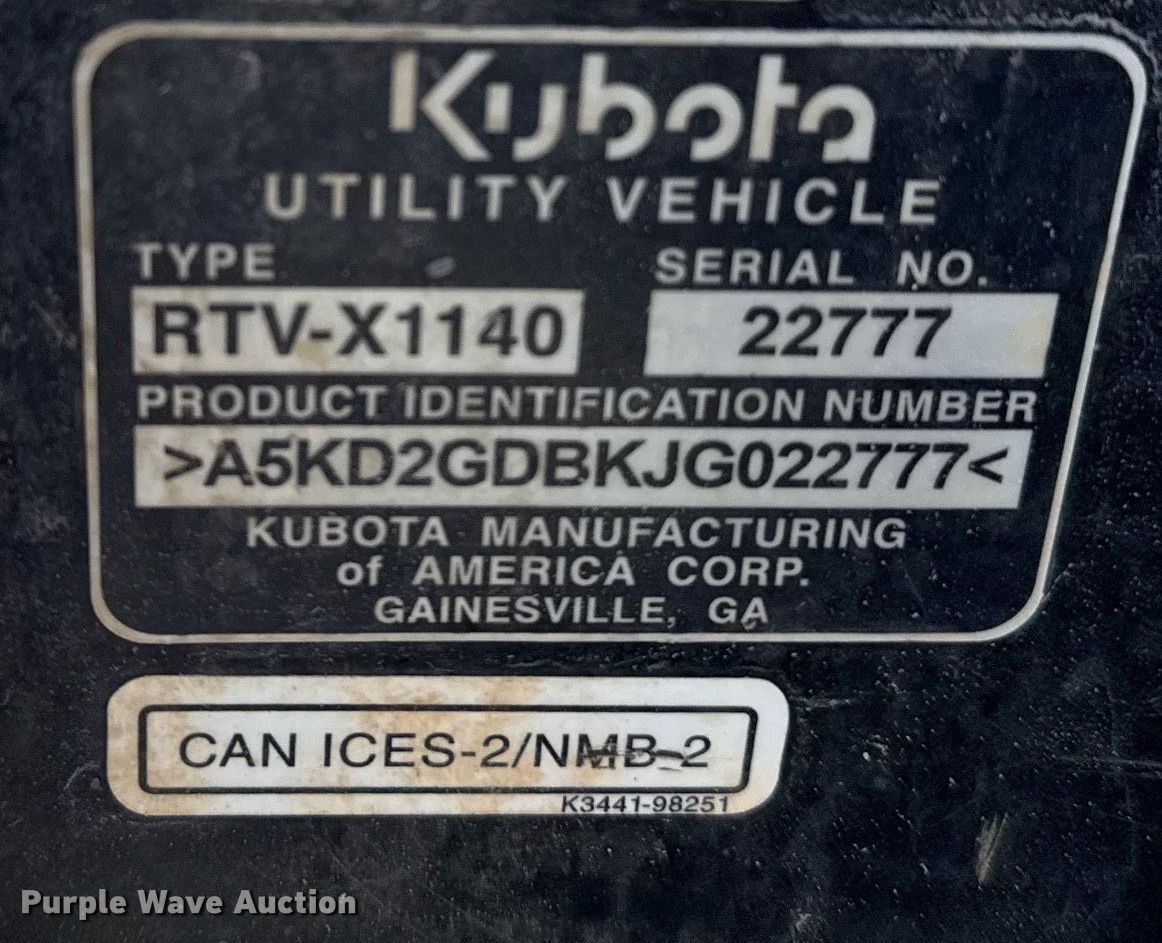 Kubota
UTILITY VEHICLE
TYPE SERIAL NO.
RTV-X1140 22777
PRODUCT IDENTIFICATION NUMBER
>A5KD2GDBKJG022777<
KUBOTA MANUFACTURING
of AMERICA CORP.
GAINESVILLE, GA
CAN ICES-2/NMB-2
K3441-98251
Purple Wave Auction